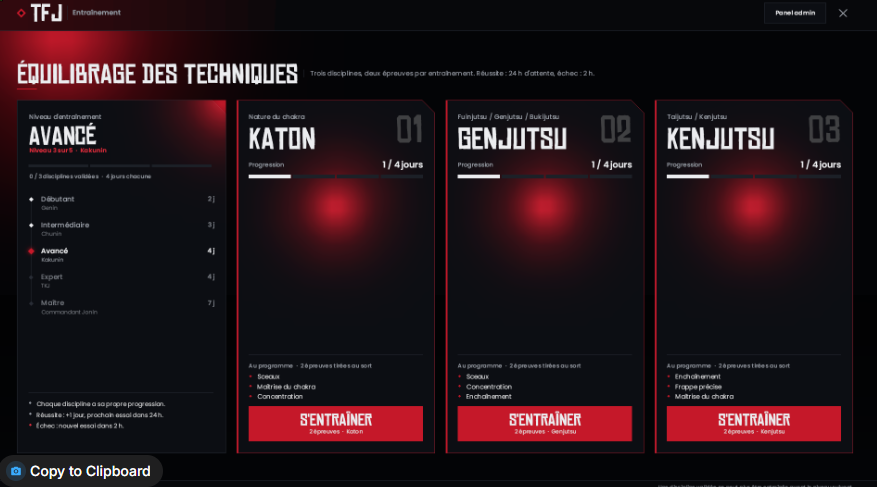 TFJ
Entraînement
Panel admin
ÉQUILIBRAGE DES TECHNIQUES
Trois disciplines, deux épreuves par entraînement. Réussite : 24 h d'attente, échec : 2 h.
Niveau d'entraînement
AVANCÉ
Niveau 3 sur 5 · Kakunin
0 / 3 disciplines validées · 4 jours chacune
Débutant 2 j
Genin
Intermédiaire 3 j
Chunin
Avancé 4 j
Kakunin
Expert 4 j
TKJ
Maître 7 j
Commandant Jonin
Chaque discipline a sa propre progression.
Réussite : +1 jour, prochain essai dans 24 h.
Échec : nouvel essai dans 2 h.
Nature du chakra
KATON
01
Progression 1 / 4 jours
Au programme · 2 épreuves tirées au sort
Sceaux
Maîtrise du chakra
Concentration
S'ENTRAÎNER
2 épreuves · Katon
Fuinjutsu / Genjutsu / Bukijutsu
GENJUTSU
02
Progression 1 / 4 jours
Au programme · 2 épreuves tirées au sort
Sceaux
Concentration
Enchaînement
S'ENTRAÎNER
2 épreuves · Genjutsu
Taijutsu / Kenjutsu
KENJUTSU
03
Progression 1 / 4 jours
Au programme · 2 épreuves tirées au sort
Enchaînement
Frappe précise
Maîtrise du chakra
S'ENTRAÎNER
2 épreuves · Kenjutsu
Copy to Clipboard